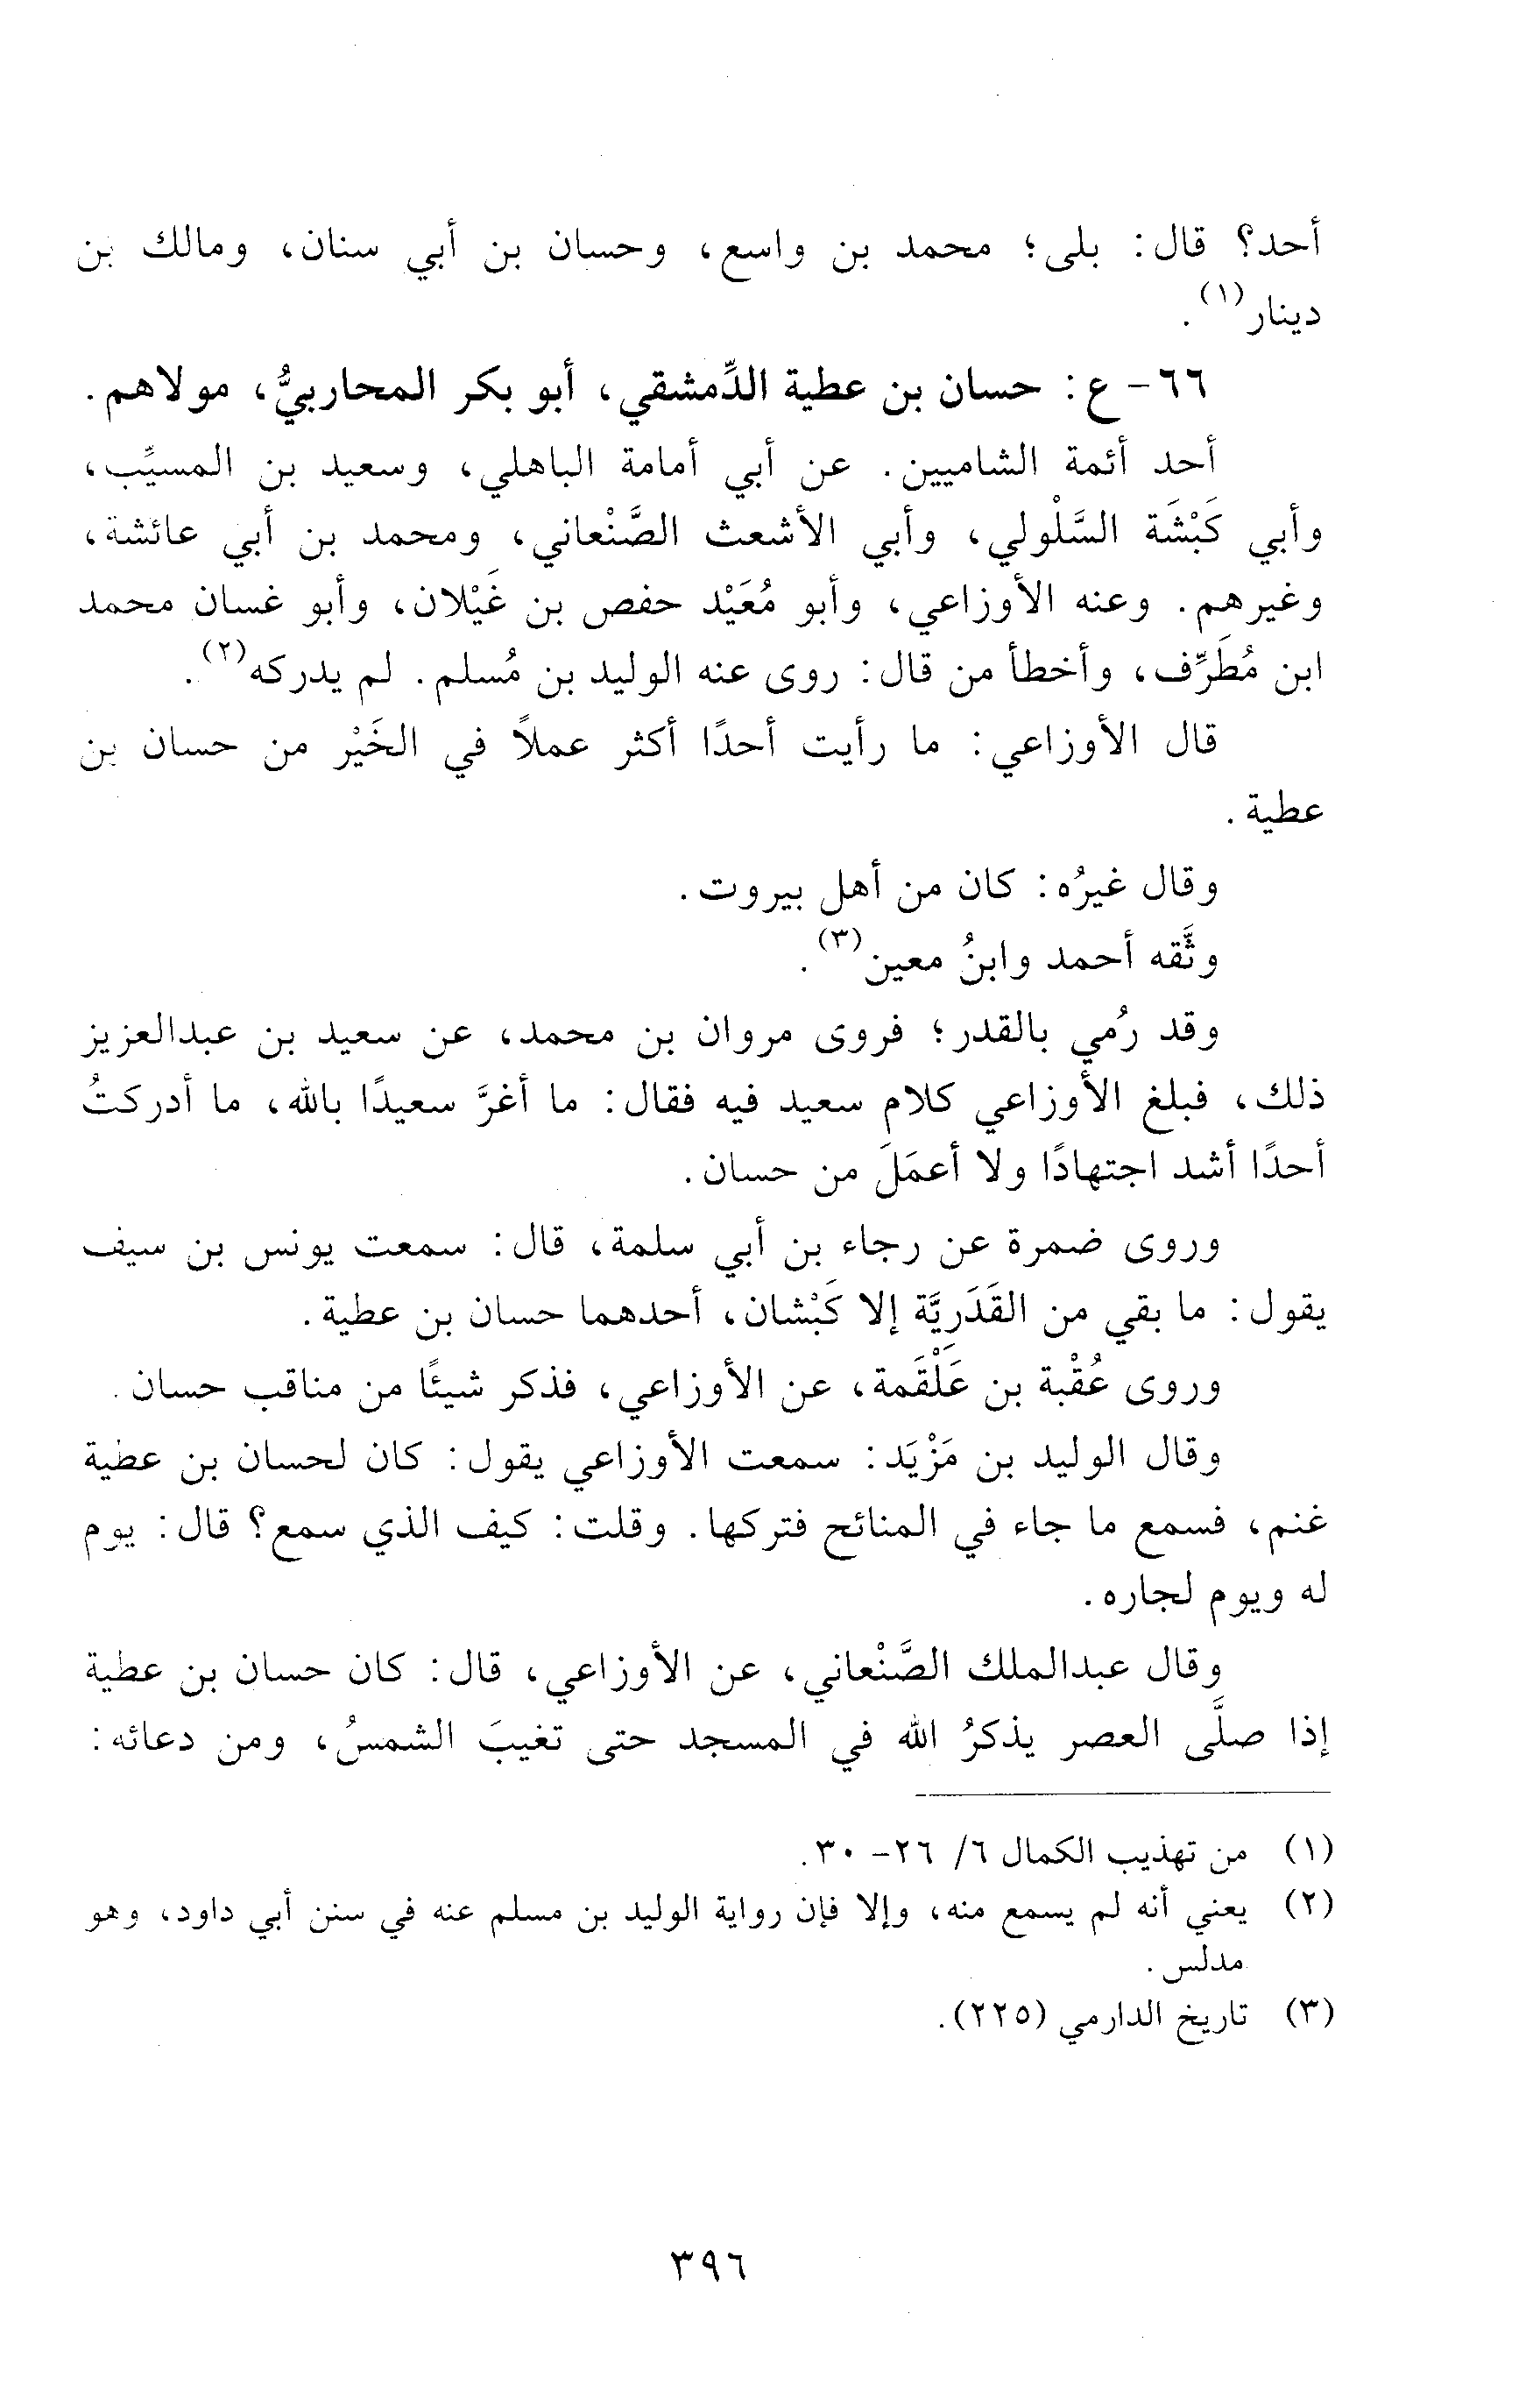 أحد؟ قال: بلى؛ محمد بن واسع، وحسان بن أبي سنان، ومالك بن
دينار(١).
٦٦- ع: حسان بن عطية الدِّمشقي، أبو بكر المحاربيُّ، مولاهم.
أحد أئمة الشاميين. عن أبي أمامة الباهلي، وسعيد بن المسيَّب،
وأبي كَبْشَة السَّلْولي، وأبي الأشعث الصَّنْعاني، ومحمد بن أبي عائشة،
وغيرهم. وعنه الأوزاعي، وأبو مُعَيْد حفص بن غَيْلان، وأبو غسان محمد
ابن مُطَرِّف، وأخطأ من قال: روى عنه الوليد بن مُسلم. لم يدركه(٢).
قال الأوزاعي: ما رأيت أحدًا أكثر عملاً في الخَيْر من حسان بن
عطية.
وقال غيرُه: كان من أهل بيروت.
وثَّقه أحمد وابنُ معين(٣).
وقد رُمي بالقدر؛ فروى مروان بن محمد، عن سعيد بن عبدالعزيز
ذلك، فبلغ الأوزاعي كلام سعيد فيه فقال: ما أغرَّ سعيدًا بالله، ما أدركتُ
أحدًا أشد اجتهادًا ولا أعمَلَ من حسان.
وروى ضمرة عن رجاء بن أبي سلمة، قال: سمعت يونس بن سيف
يقول: ما بقي من القَدَريَّة إلا كَبْشان، أحدهما حسان بن عطية.
وروى عُقْبة بن عَلْقَمة، عن الأوزاعي، فذكر شيئًا من مناقب حسان.
وقال الوليد بن مَزْيَد: سمعت الأوزاعي يقول: كان لحسان بن عطية
غنم، فسمع ما جاء في المنائح فتركها. وقلت: كيف الذي سمع؟ قال: يوم
له ويوم لجاره.
وقال عبدالملك الصَّنْعاني، عن الأوزاعي، قال: كان حسان بن عطية
إذا صلَّى العصر يذكرُ الله في المسجد حتى تغيبَ الشمسُ، ومن دعائه:
(١) من تهذيب الكمال ٦/ ٢٦- ٣٠.
(٢) يعني أنه لم يسمع منه، وإلا فإن رواية الوليد بن مسلم عنه في سنن أبي داود، وهو
مدلس.
(٣) تاريخ الدارمي (٢٢٥).
٣٩٦